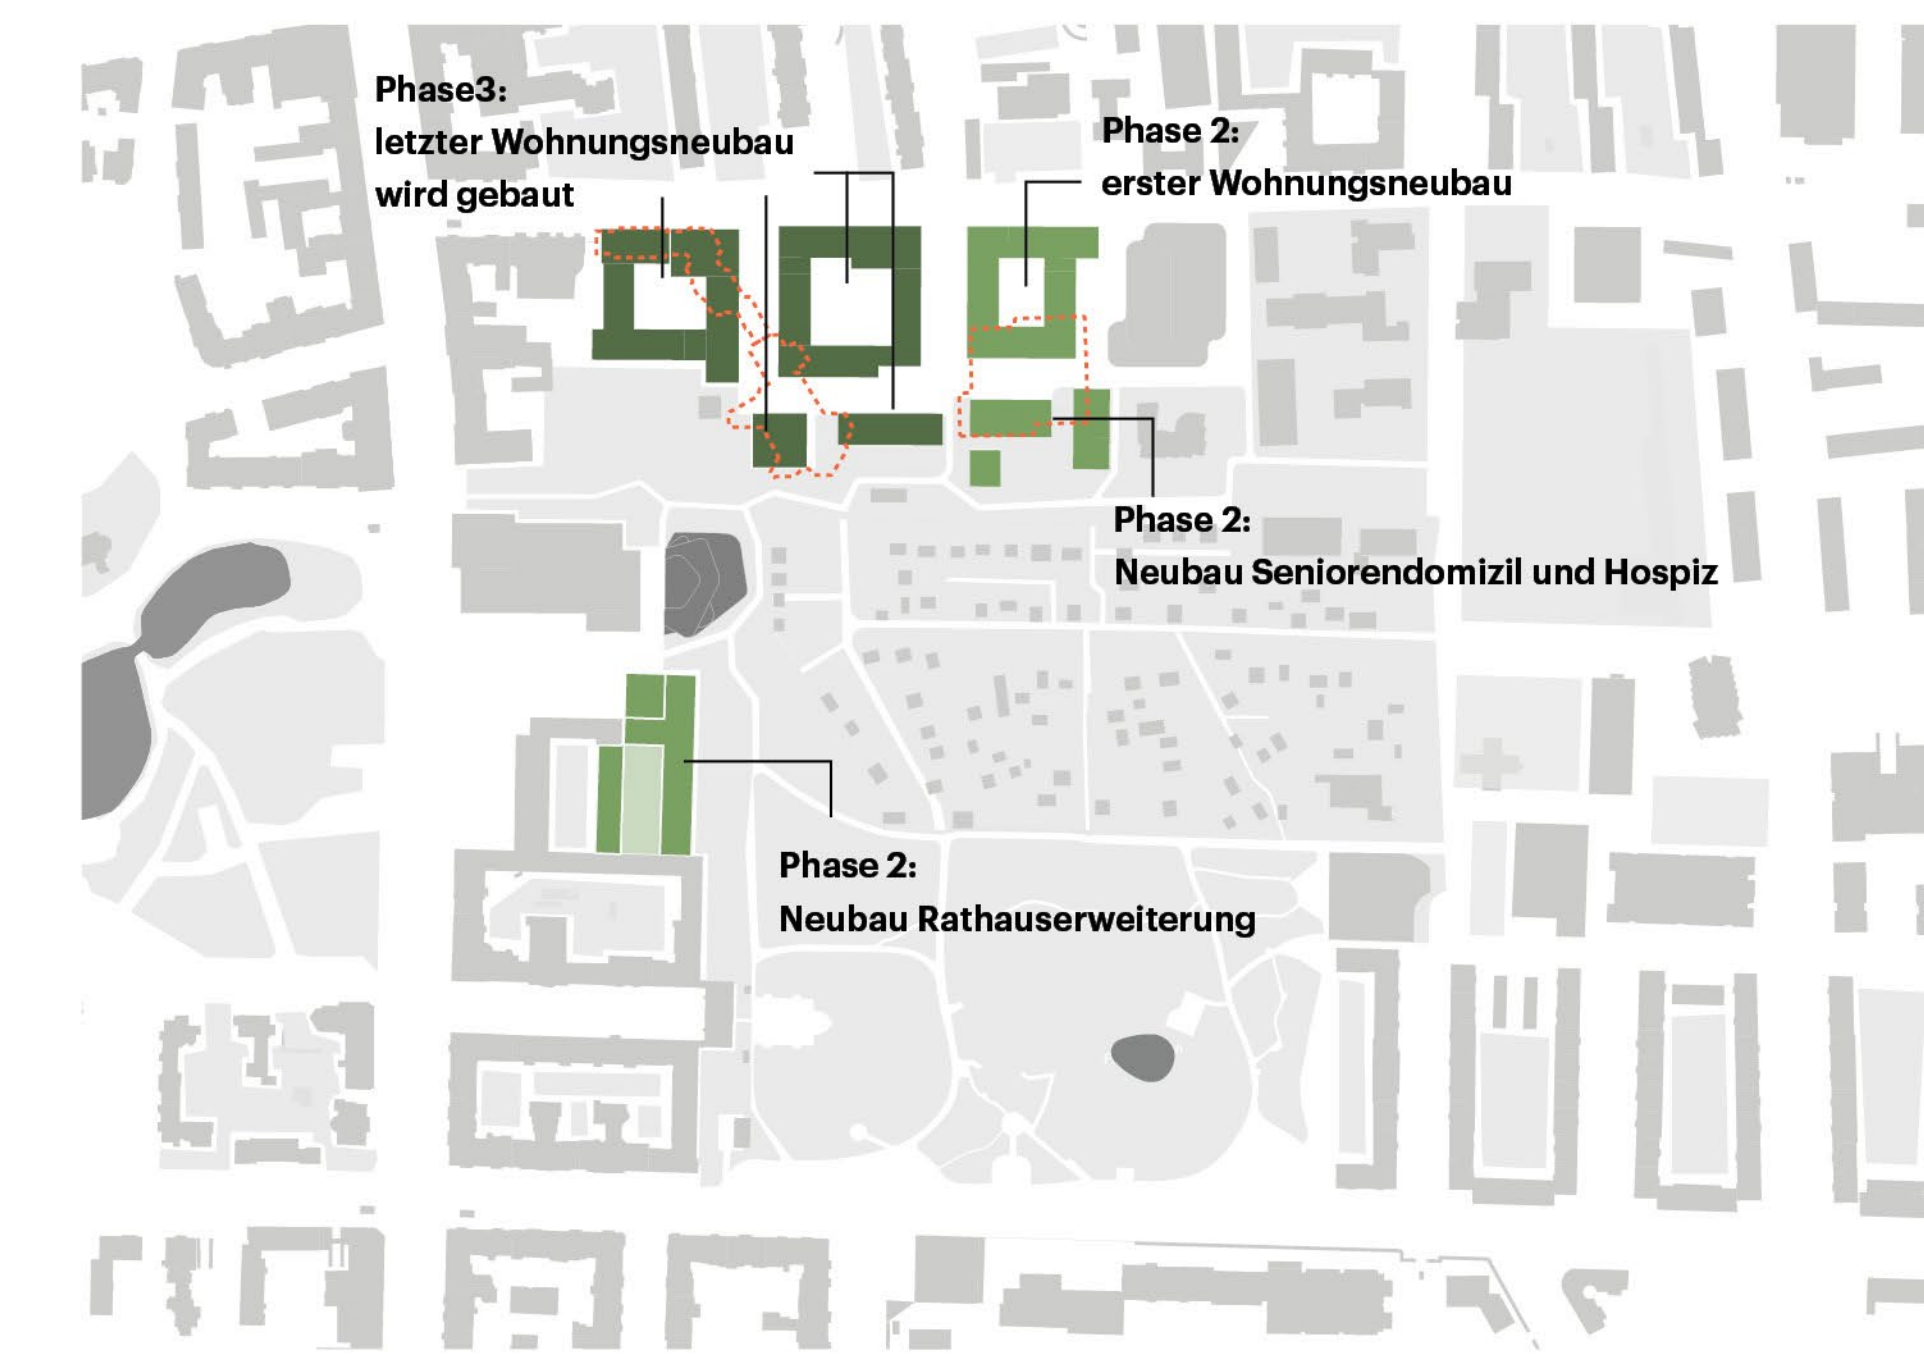 Phase3:
letzter Wohnungsneubau
wird gebaut
Phase 2:
erster Wohnungsneubau
Phase 2:
Neubau Seniorendomizil und Hospiz
Phase 2:
Neubau Rathauserweiterung